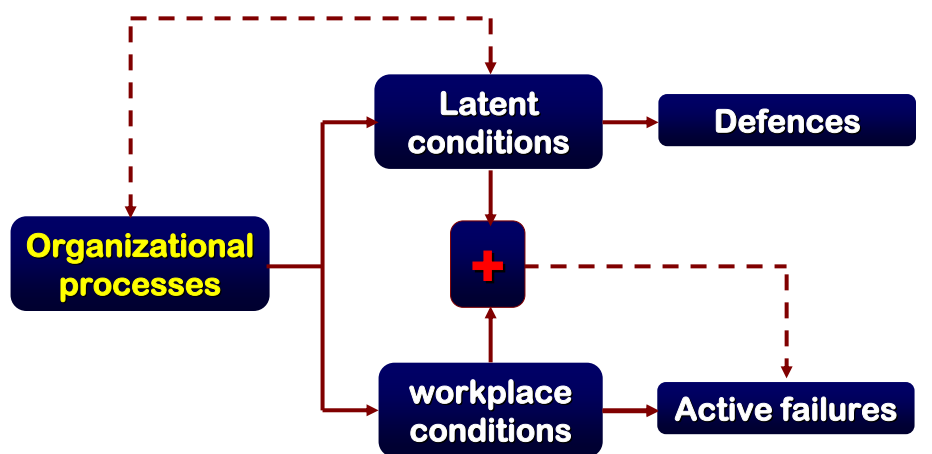 Latent
conditions
Defences
Organizational
processes
+
workplace
conditions
Active failures